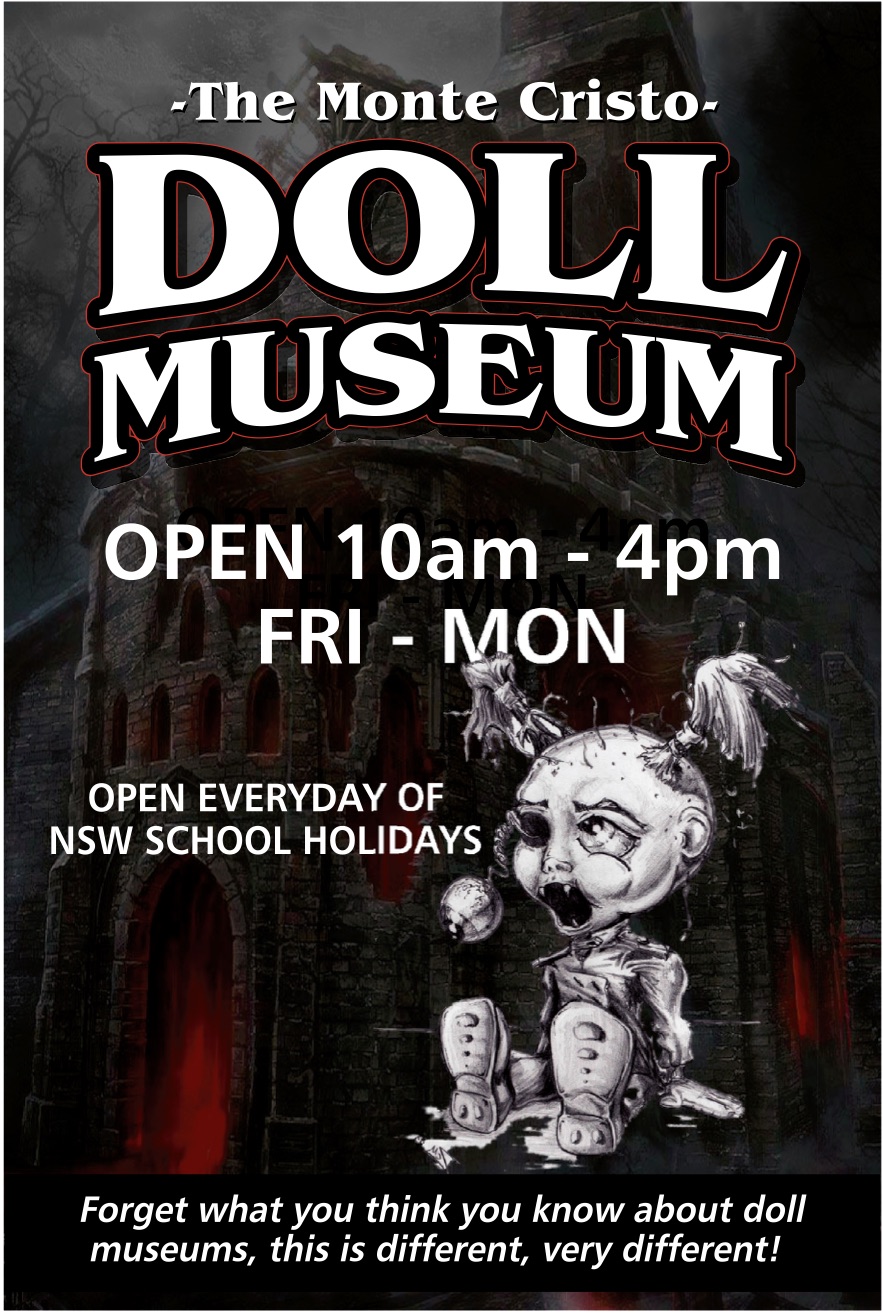 -The Monte Cristo-
DOLL
MUSEUM
OPEN 10am - 4pm
FRI - MON
OPEN EVERYDAY OF
NSW SCHOOL HOLIDAYS
Forget what you think you know about doll
museums, this is different, very different!